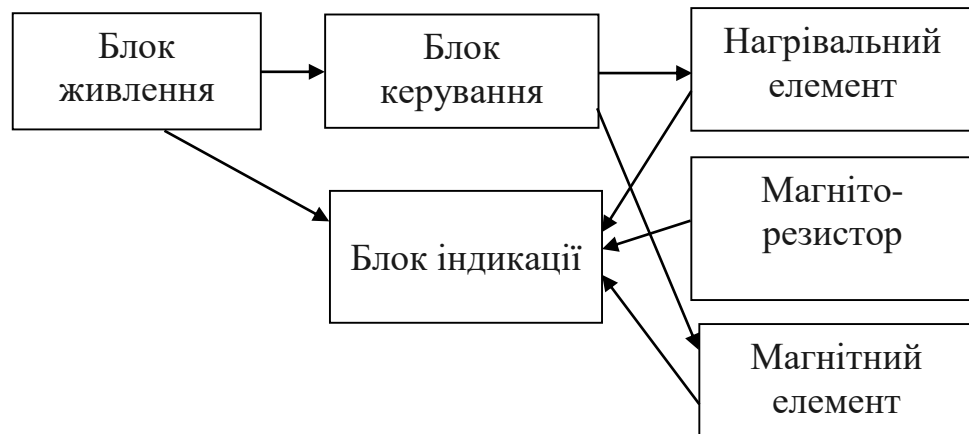 Блок
живлення
Блок
керування
Нагрівальний
елемент
Блок індикації
Магніто-
резистор
Магнітний
елемент